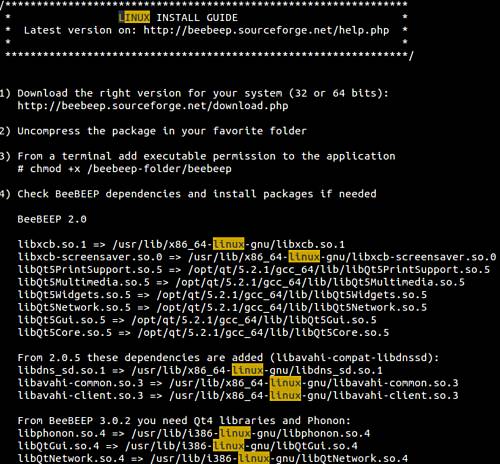 /****************************************************************
* LINUX INSTALL GUIDE *
* Latest version on: http://beebeep.sourceforge.net/help.php *
* *
****************************************************************/
1) Download the right version for your system (32 or 64 bits):
http://beebeep.sourceforge.net/download.php
2) Uncompress the package in your favorite folder
3) From a terminal add executable permission to the application
# chmod +x /beebeep-folder/beebeep
4) Check BeeBEEP dependencies and install packages if needed
BeeBEEP 2.0
libxcb.so.1 => /usr/lib/x86_64-linux-gnu/libxcb.so.1
libxcb-screensaver.so.0 => /usr/lib/x86_64-linux-gnu/libxcb-screensaver.so.0
libQt5PrintSupport.so.5 => /opt/qt/5.2.1/gcc_64/lib/libQt5PrintSupport.so.5
libQt5Multimedia.so.5 => /opt/qt/5.2.1/gcc_64/lib/libQt5Multimedia.so.5
libQt5Widgets.so.5 => /opt/qt/5.2.1/gcc_64/lib/libQt5Widgets.so.5
libQt5Network.so.5 => /opt/qt/5.2.1/gcc_64/lib/libQt5Network.so.5
libQt5Gui.so.5 => /opt/qt/5.2.1/gcc_64/lib/libQt5Gui.so.5
libQt5Core.so.5 => /opt/qt/5.2.1/gcc_64/lib/libQt5Core.so.5
From 2.0.5 these dependencies are added (libavahi-compat-libdnssd):
libdns_sd.so.1 => /usr/lib/x86_64-linux-gnu/libdns_sd.so.1
libavahi-common.so.3 => /usr/lib/x86_64-linux-gnu/libavahi-common.so.3
libavahi-client.so.3 => /usr/lib/x86_64-linux-gnu/libavahi-client.so.3
From BeeBEEP 3.0.2 you need Qt4 libraries and Phonon:
libphonon.so.4 => /usr/lib/i386-linux-gnu/libphonon.so.4
libQtGui.so.4 => /usr/lib/i386-linux-gnu/libQtGui.so.4
libQtNetwork.so.4 => /usr/lib/i386-linux-gnu/libQtNetwork.so.4